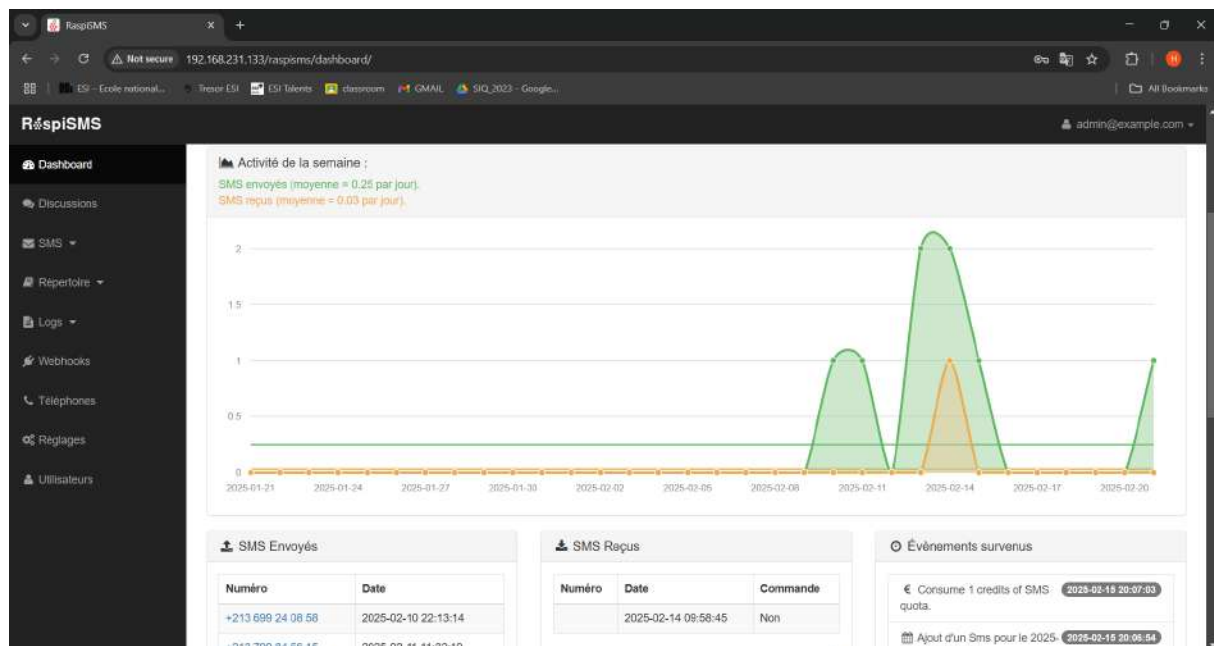 RaspiSMS
Not secure 192.168.231.133/raspisms/dashboard/
ESI – Ecole national...
Tresor ESI
ESI Talents
classroom
GMAIL
SIQ_2023 - Google...
All Bookmarks
RaspiSMS
admin@example.com
Dashboard
Discussions
SMS
Répertoire
Logs
Webhooks
Téléphones
Réglages
Utilisateurs
Activité de la semaine :
SMS envoyés (moyenne = 0.25 par jour).
SMS reçus (moyenne = 0.03 par jour).
2
1.5
1
0.5
0
2025-01-21 2025-01-24 2025-01-27 2025-01-30 2025-02-02 2025-02-05 2025-02-08 2025-02-11 2025-02-14 2025-02-17 2025-02-20
SMS Envoyés
Numéro Date
+213 699 24 08 58 2025-02-10 22:13:14
SMS Reçus
Numéro Date Commande
2025-02-14 09:58:45 Non
Évènements survenus
€ Consume 1 credits of SMS 2025-02-15 20:07:03
quota.
Ajout d'un Sms pour le 2025- 2025-02-15 20:06:54